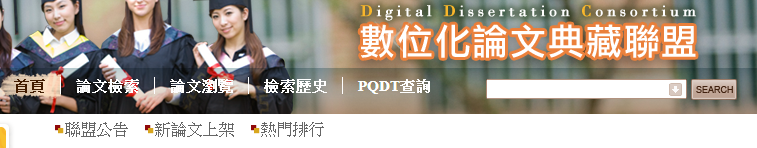 Digital Dissertation Consortium
數位化論文典藏聯盟
首頁 論文檢索 論文瀏覽 檢索歷史 PQDT查詢 SEARCH
聯盟公告 新論文上架 熱門排行